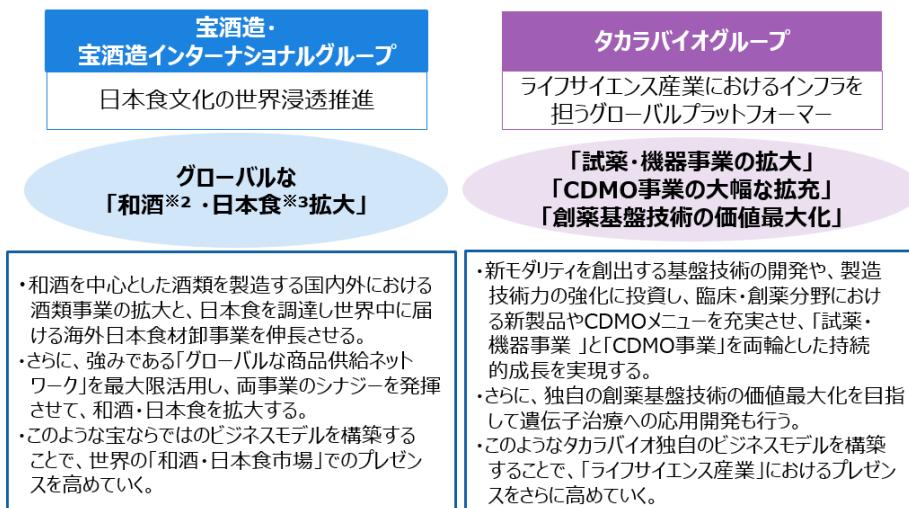 宝酒造・
宝酒造インターナショナルグループ
日本食文化の世界浸透推進
グローバルな
「和酒※2 ・日本食※3拡大」
・和酒を中心とした酒類を製造する国内外における
酒類事業の拡大と、日本食を調達し世界中に届
ける海外日本食材卸事業を伸長させる。
・さらに、強みである「グローバルな商品供給ネット
ワーク」を最大限活用し、両事業のシナジーを発揮
させて、和酒・日本食を拡大する。
・このような宝ならではのビジネスモデルを構築する
ことで、世界の「和酒・日本食市場」でのプレゼン
スを高めていく。
タカラバイオグループ
ライフサイエンス産業におけるインフラを
担うグローバルプラットフォーマー
「試薬・機器事業の拡大」
「CDMO事業の大幅な拡充」
「創薬基盤技術の価値最大化」
・新モダリティを創出する基盤技術の開発や、製造
技術力の強化に投資し、臨床・創薬分野におけ
る新製品やCDMOメニューを充実させ、「試薬・
機器事業 」と「CDMO事業」を両輪とした持続
的成長を実現する。
・さらに、独自の創薬基盤技術の価値最大化を目指
して遺伝子治療への応用開発も行う。
・このようなタカラバイオ独自のビジネスモデルを構築
することで、「ライフサイエンス産業」におけるプレゼン
スをさらに高めていく。